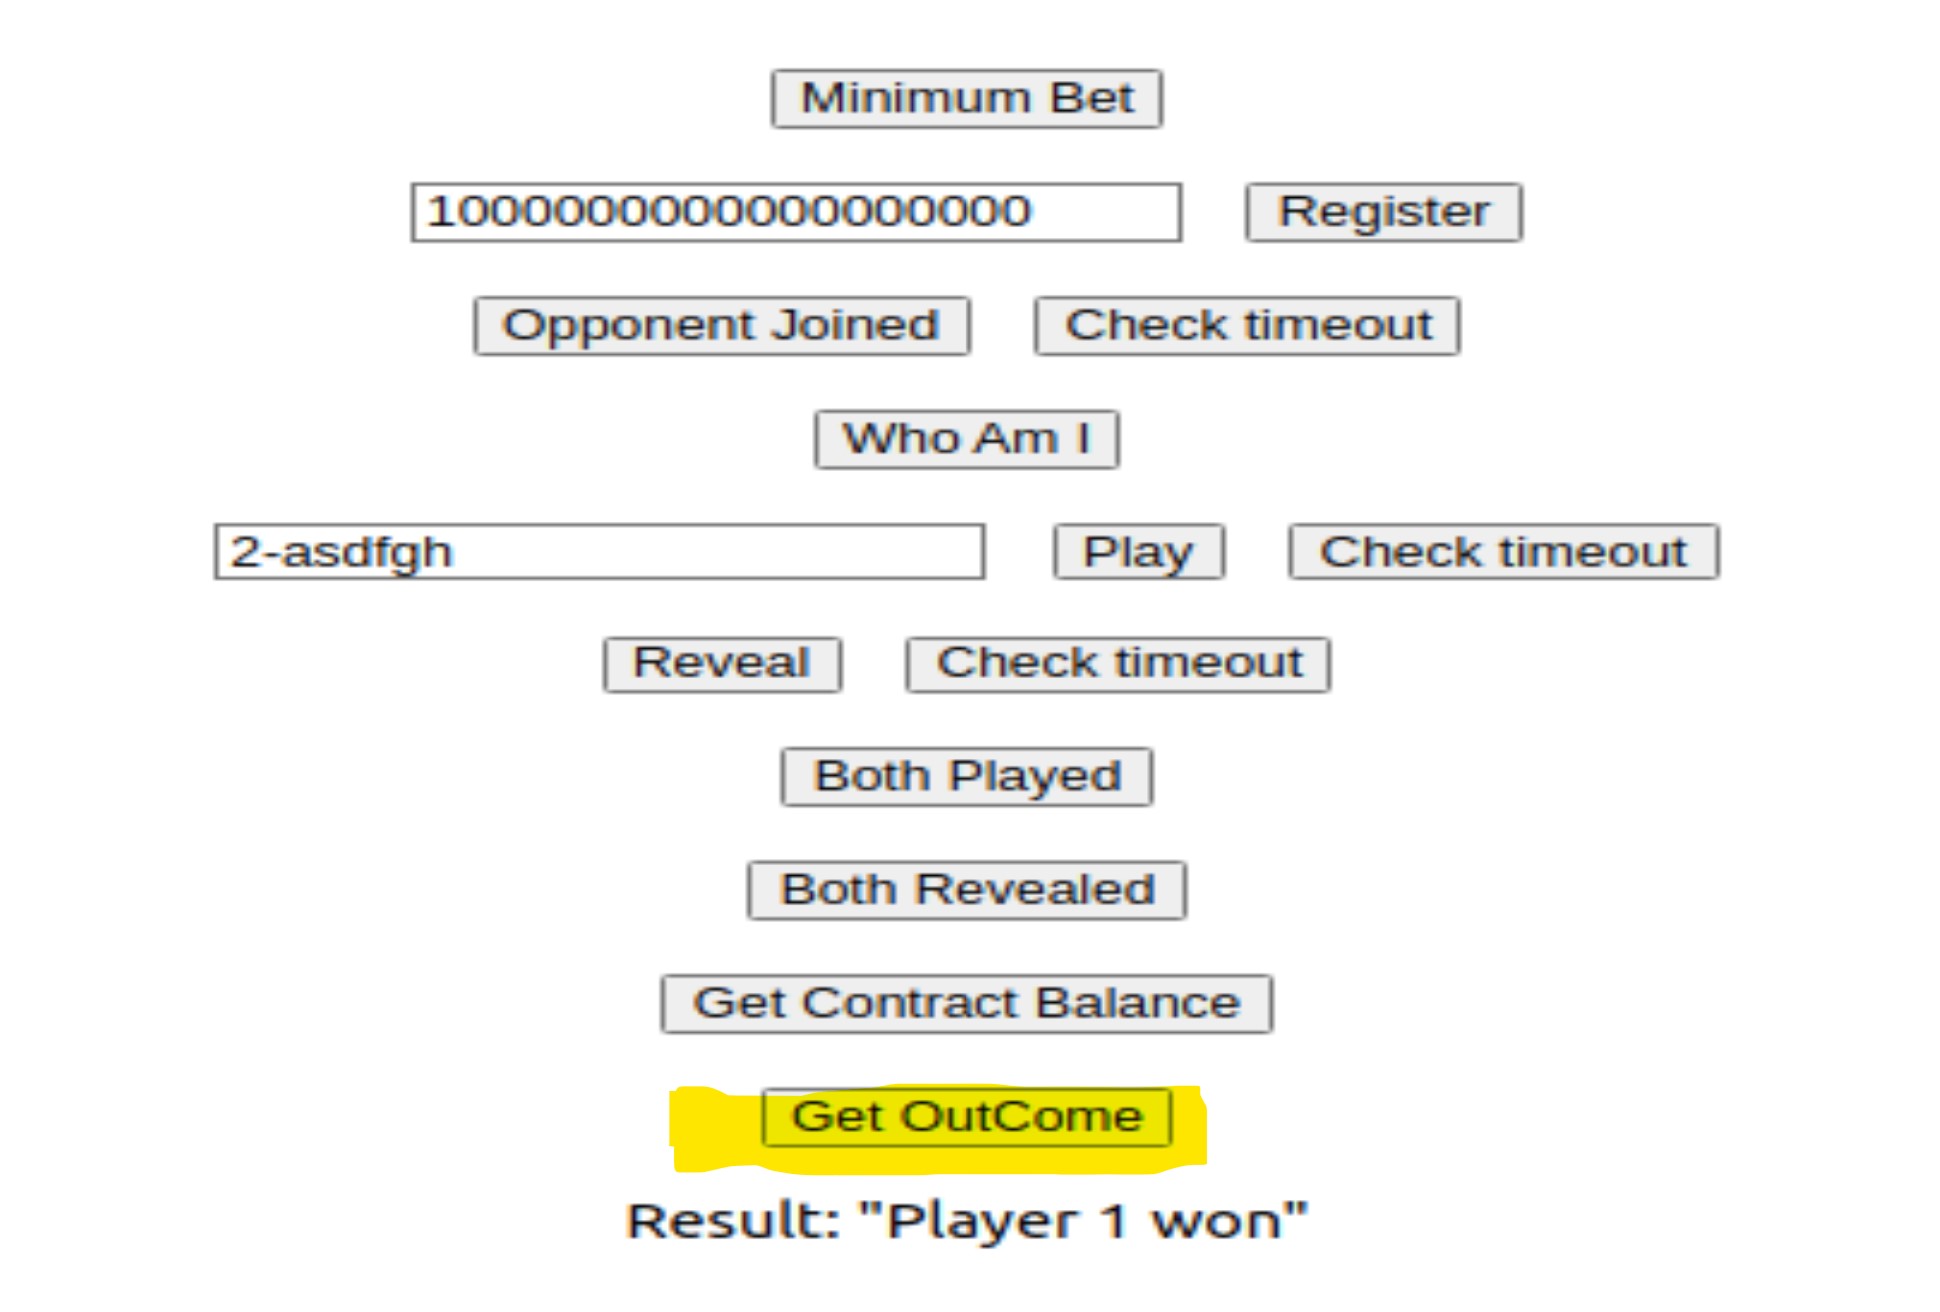 Minimum Bet
1000000000000000000 Register
Opponent Joined Check timeout
Who Am I
2-asdfgh Play Check timeout
Reveal Check timeout
Both Played
Both Revealed
Get Contract Balance
Get OutCome
Result: "Player 1 won"